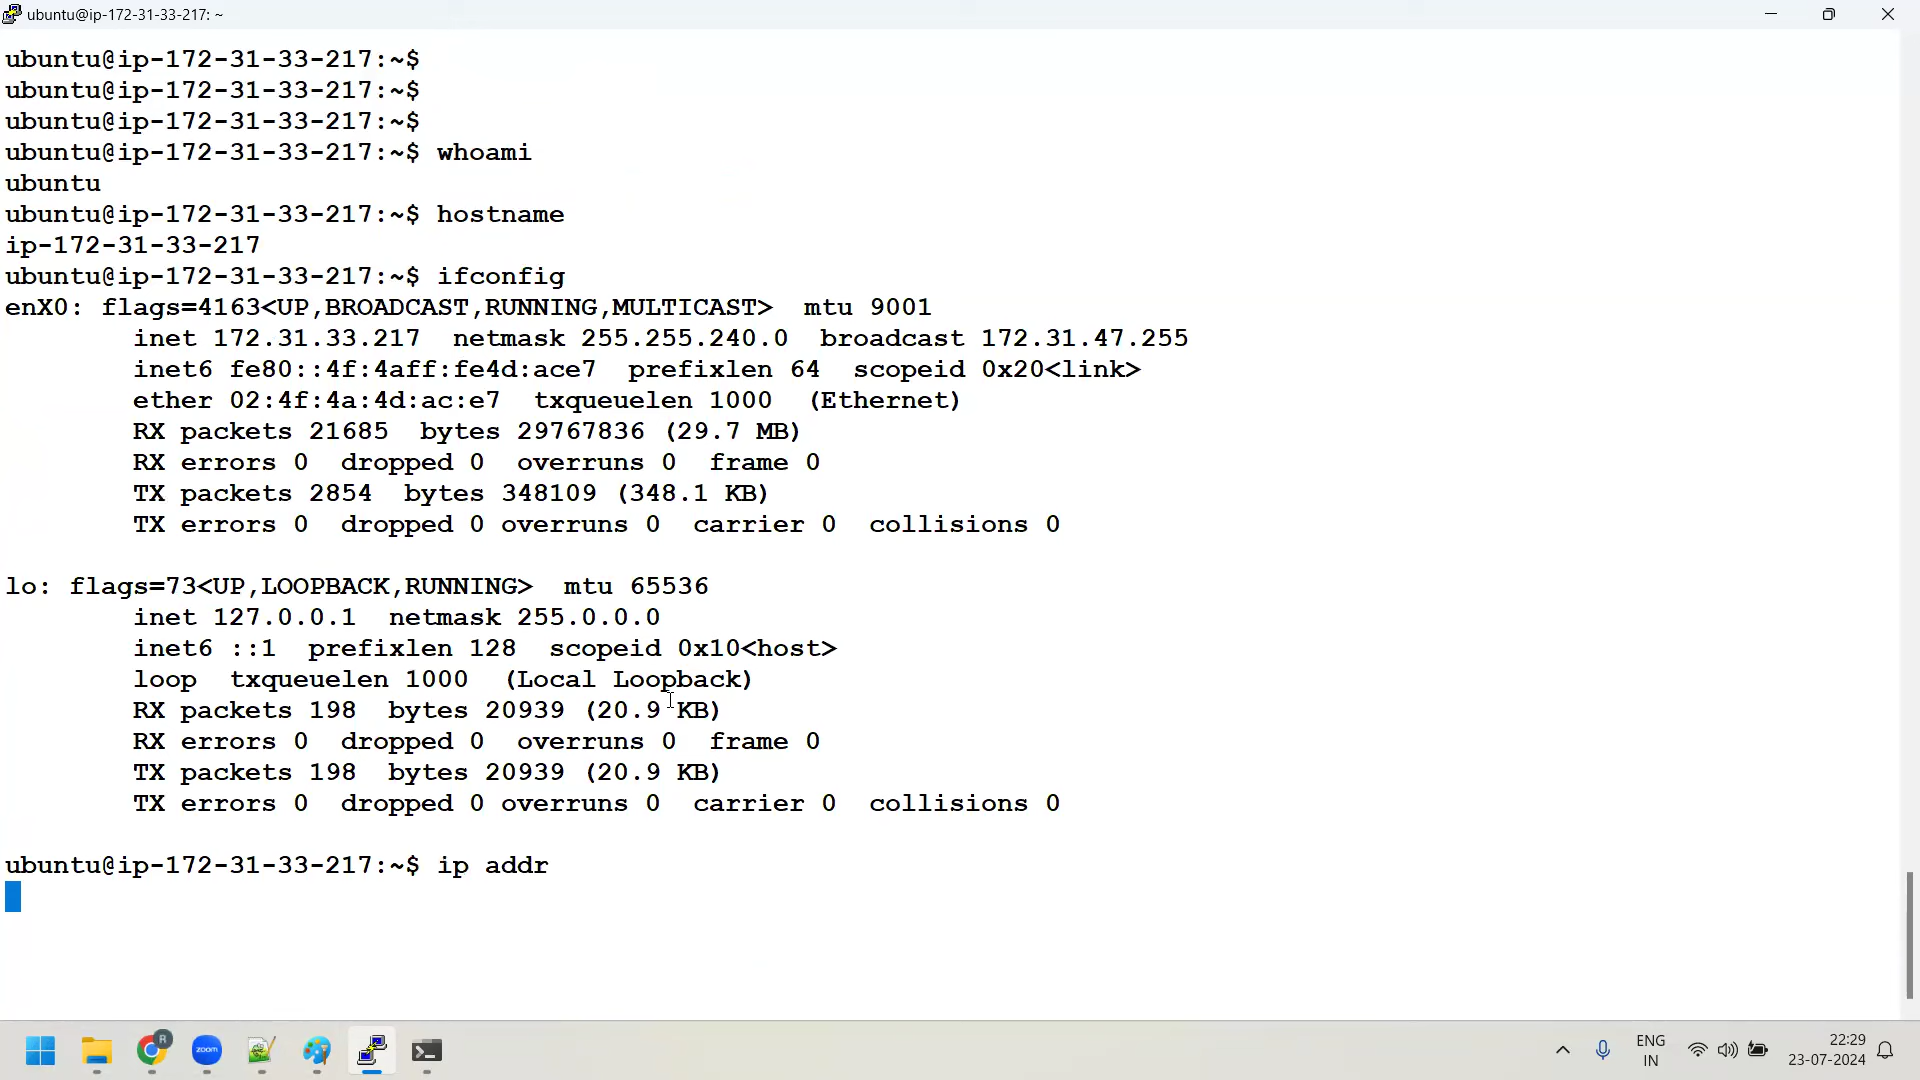 ubuntu@ip-172-31-33-217: ~
ubuntu@ip-172-31-33-217:~$
ubuntu@ip-172-31-33-217:~$
ubuntu@ip-172-31-33-217:~$
ubuntu@ip-172-31-33-217:~$ whoami
ubuntu
ubuntu@ip-172-31-33-217:~$ hostname
ip-172-31-33-217
ubuntu@ip-172-31-33-217:~$ ifconfig
enX0: flags=4163<UP,BROADCAST,RUNNING,MULTICAST>  mtu 9001
        inet 172.31.33.217  netmask 255.255.240.0  broadcast 172.31.47.255
        inet6 fe80::4f:4aff:fe4d:ace7  prefixlen 64  scopeid 0x20<link>
        ether 02:4f:4a:4d:ac:e7  txqueuelen 1000  (Ethernet)
        RX packets 21685  bytes 29767836 (29.7 MB)
        RX errors 0  dropped 0  overruns 0  frame 0
        TX packets 2854  bytes 348109 (348.1 KB)
        TX errors 0  dropped 0 overruns 0  carrier 0  collisions 0
lo: flags=73<UP,LOOPBACK,RUNNING>  mtu 65536
        inet 127.0.0.1  netmask 255.0.0.0
        inet6 ::1  prefixlen 128  scopeid 0x10<host>
        loop  txqueuelen 1000  (Local Loopback)
        RX packets 198  bytes 20939 (20.9 KB)
        RX errors 0  dropped 0  overruns 0  frame 0
        TX packets 198  bytes 20939 (20.9 KB)
        TX errors 0  dropped 0 overruns 0  carrier 0  collisions 0
ubuntu@ip-172-31-33-217:~$ ip addr
R
zoom
ENG
IN
22:29
23-07-2024